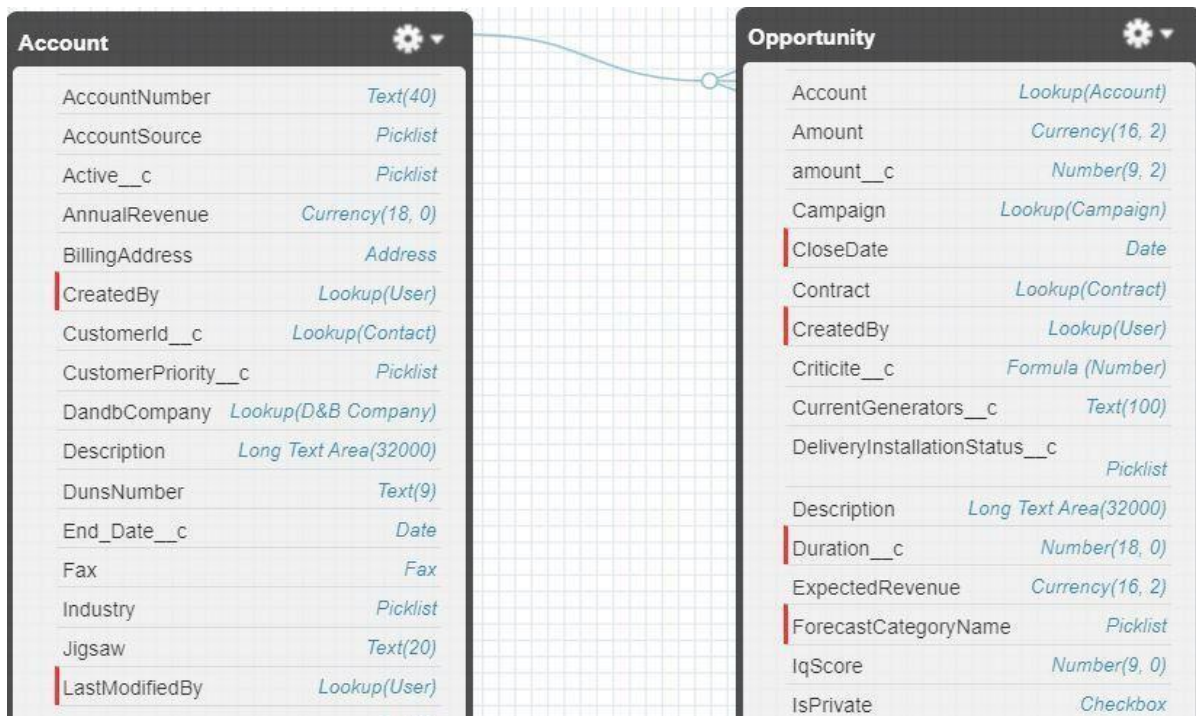 Account
AccountNumber Text(40)
AccountSource Picklist
Active__c Picklist
AnnualRevenue Currency(18, 0)
BillingAddress Address
CreatedBy Lookup(User)
CustomerId__c Lookup(Contact)
CustomerPriority__c Picklist
DandbCompany Lookup(D&B Company)
Description Long Text Area(32000)
DunsNumber Text(9)
End_Date__c Date
Fax Fax
Industry Picklist
Jigsaw Text(20)
LastModifiedBy Lookup(User)
Opportunity
Account Lookup(Account)
Amount Currency(16, 2)
amount__c Number(9, 2)
Campaign Lookup(Campaign)
CloseDate Date
Contract Lookup(Contract)
CreatedBy Lookup(User)
Criticite__c Formula (Number)
CurrentGenerators__c Text(100)
DeliveryInstallationStatus__c
Picklist
Description Long Text Area(32000)
Duration__c Number(18, 0)
ExpectedRevenue Currency(16, 2)
ForecastCategoryName Picklist
IqScore Number(9, 0)
IsPrivate Checkbox